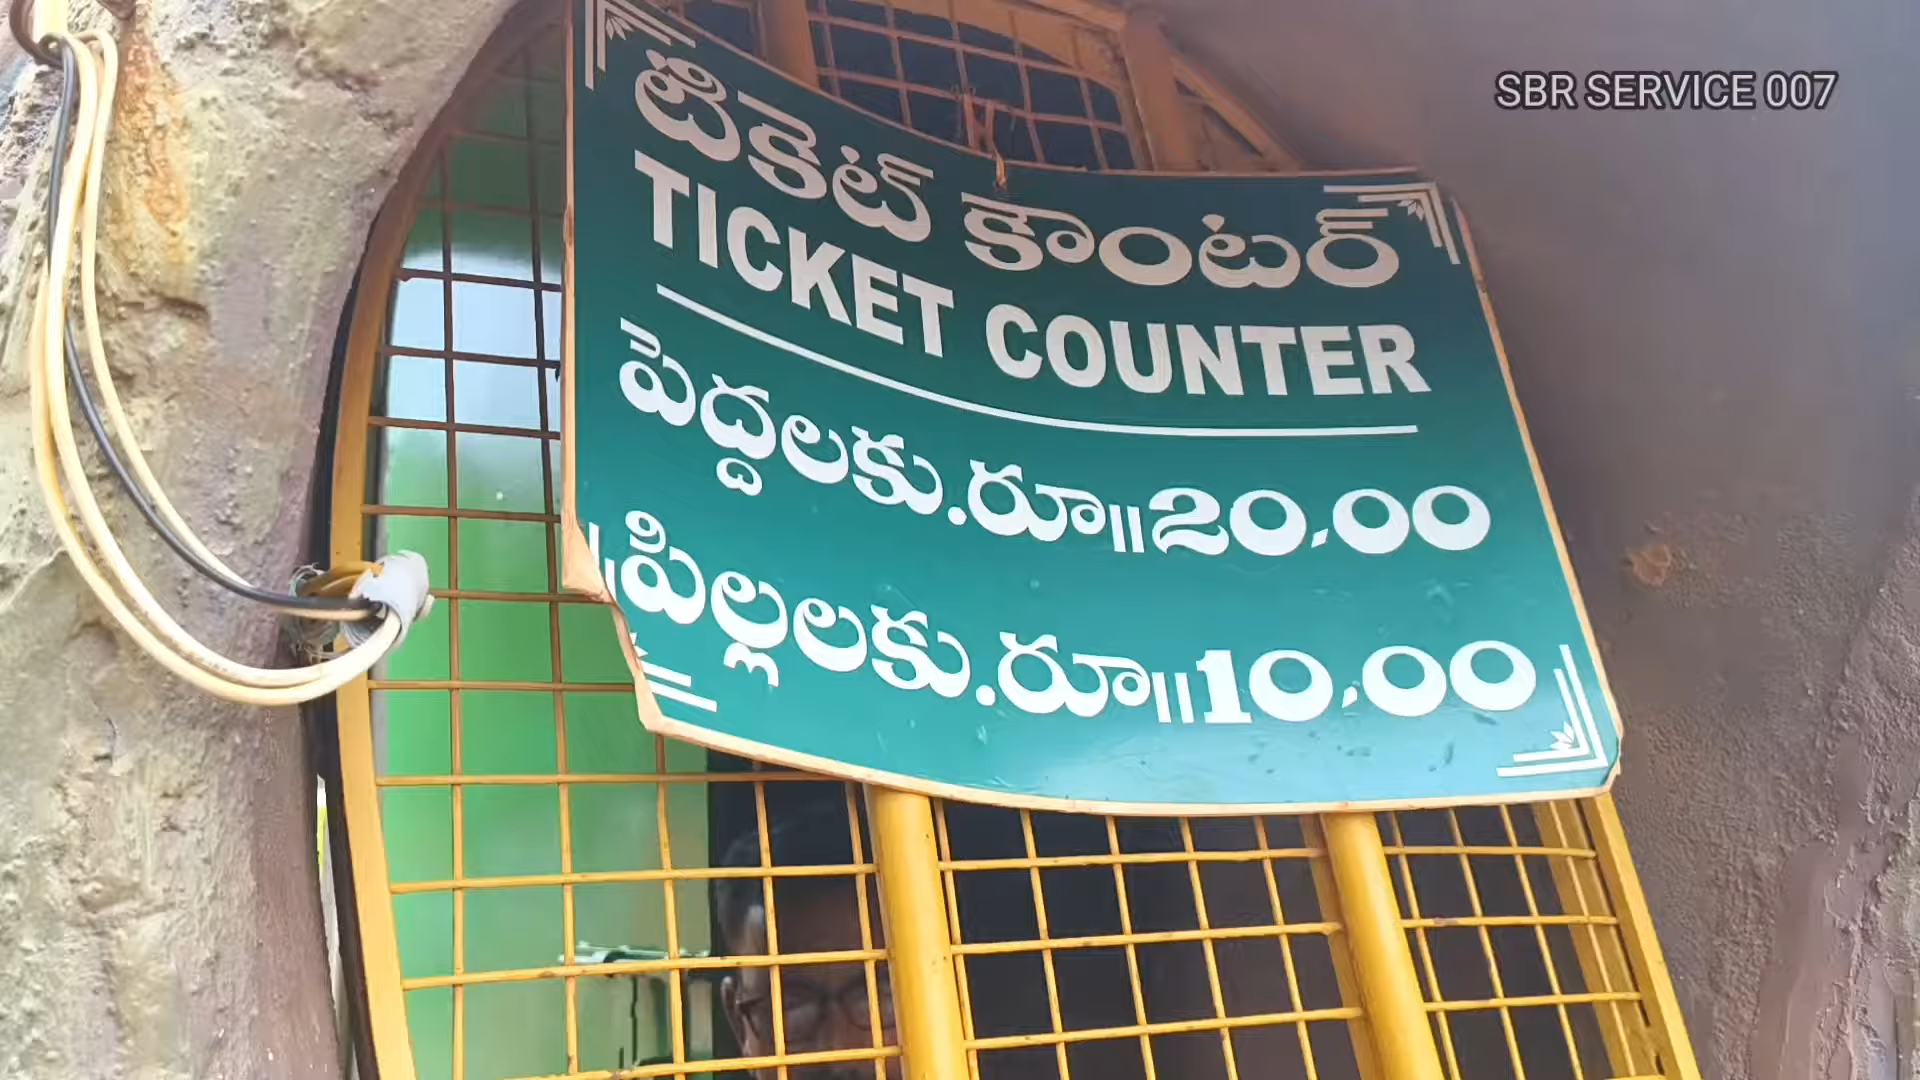 SBR SERVICE 007
టికెట్ కౌంటర్
TICKET COUNTER
పెద్దలకు.రూ॥20.00
పిల్లలకు.రూ॥10.00